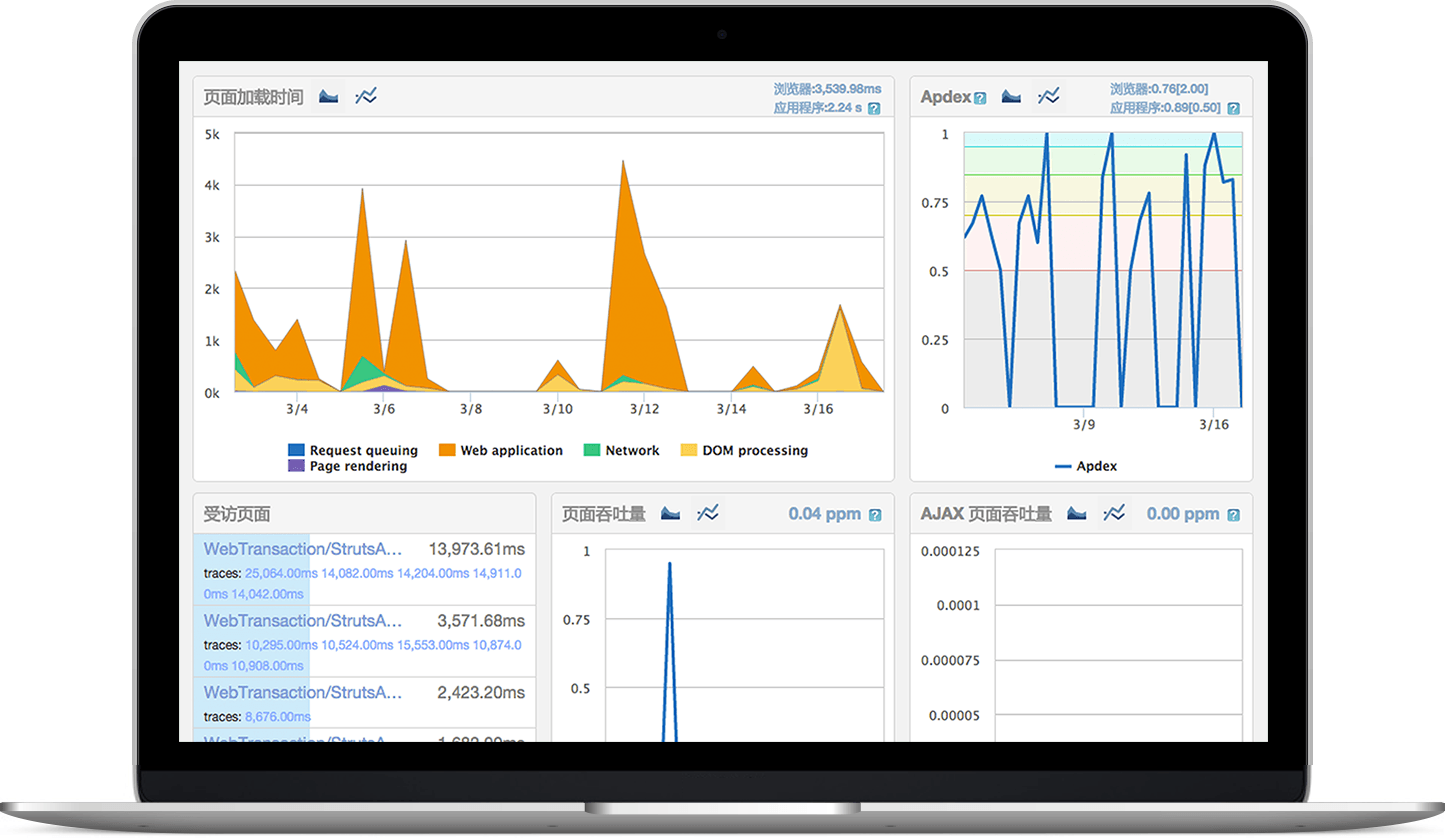 页面加载时间
浏览器:3,539.98ms
应用程序:2.24 s ?
5k
4k
3k
2k
1k
0k
3/4 3/6 3/8 3/10 3/12 3/14 3/16
Request queuing Web application Network DOM processing
Page rendering
Apdex ?
浏览器:0.76[2.00]
应用程序:0.89[0.50] ?
1
0.75
0.5
0.25
0
3/9 3/16
Apdex
受访页面
WebTransaction/StrutsA... 13,973.61ms
traces: 25,064.00ms 14,082.00ms 14,204.00ms 14,911.0
0ms 14,042.00ms
WebTransaction/StrutsA... 3,571.68ms
traces: 10,295.00ms 10,524.00ms 15,553.00ms 10,874.0
0ms 10,908.00ms
WebTransaction/StrutsA... 2,423.20ms
traces: 8,676.00ms
WebTransaction/StrutsA
页面吞吐量 0.04 ppm ?
1
0.75
0.5
AJAX 页面吞吐量 0.00 ppm ?
0.000125
0.0001
0.000075
0.00005